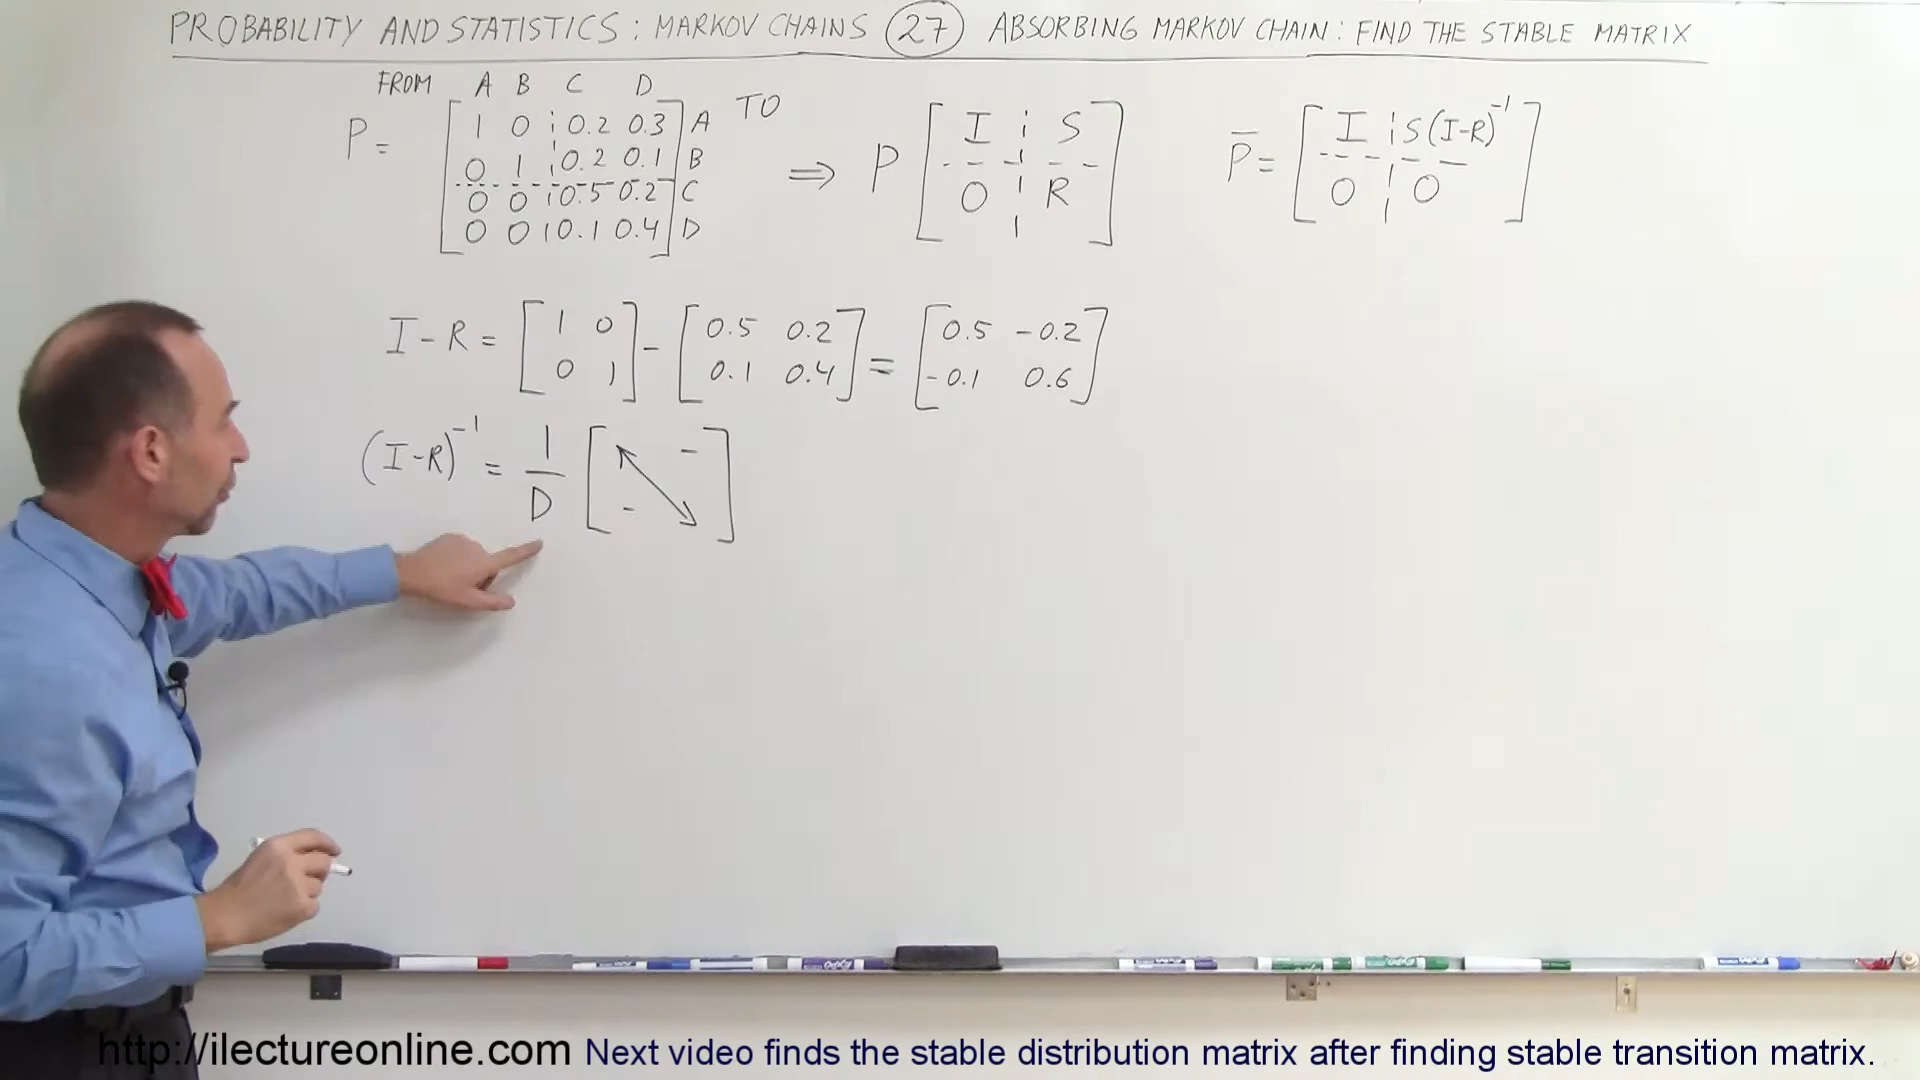 PROBABILITY AND STATISTICS: MARKOV CHAINS 27 ABSORBING MARKOV CHAIN: FIND THE STABLE MATRIX
FROM A B C D TO
P = [ 1 0 0.2 0.3 ] A
[ 0 1 0.2 0.1 ] B
[ 0 0 0.5 0.2 ] C
[ 0 0 0.1 0.4 ] D
⇒ P [ I S ]
[ O R ]
P̄ = [ I S(I-R)⁻¹ ]
[ O O ]
I - R = [ 1 0 ] - [ 0.5 0.2 ] = [ 0.5 -0.2 ]
[ 0 1 ] [ 0.1 0.4 ] [ -0.1 0.6 ]
(I-R)⁻¹ = 1/D [ - ]
[ - ]
http://ilectureonline.com Next video finds the stable distribution matrix after finding stable transition matrix.